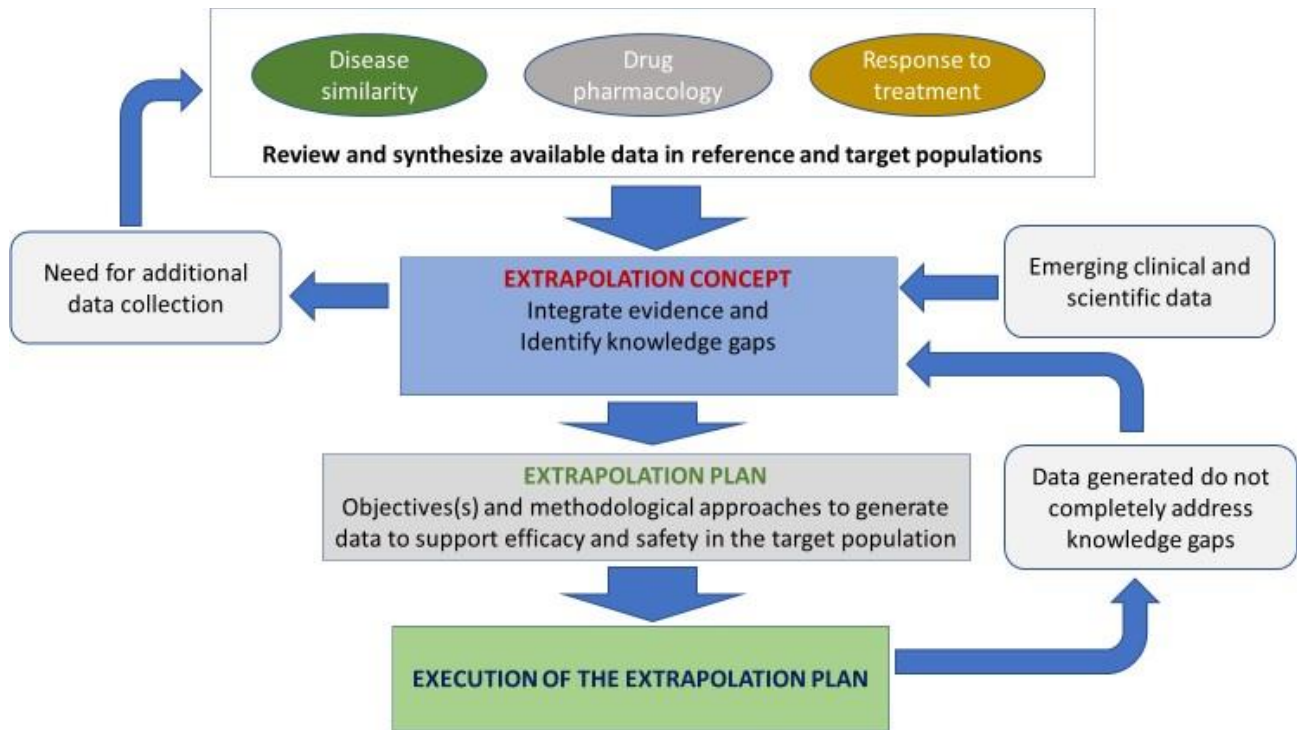 Disease
similarity
Drug
pharmacology
Response to
treatment
Review and synthesize available data in reference and target populations
Need for additional
data collection
EXTRAPOLATION CONCEPT
Integrate evidence and
Identify knowledge gaps
Emerging clinical and
scientific data
EXTRAPOLATION PLAN
Objectives(s) and methodological approaches to generate
data to support efficacy and safety in the target population
Data generated do not
completely address
knowledge gaps
EXECUTION OF THE EXTRAPOLATION PLAN